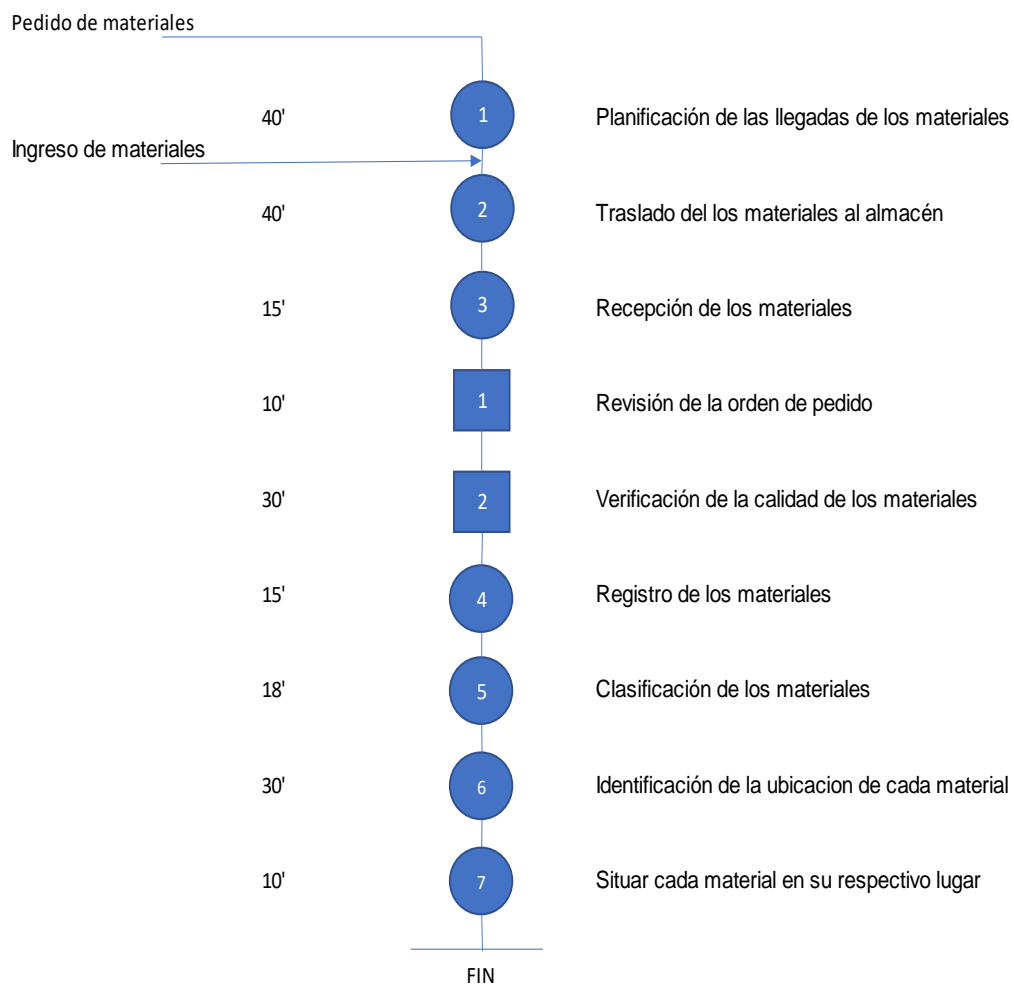 Pedido de materiales
40' 1 Planificación de las llegadas de los materiales
Ingreso de materiales
40' 2 Traslado del los materiales al almacén
15' 3 Recepción de los materiales
10' 1 Revisión de la orden de pedido
30' 2 Verificación de la calidad de los materiales
15' 4 Registro de los materiales
18' 5 Clasificación de los materiales
30' 6 Identificación de la ubicacion de cada material
10' 7 Situar cada material en su respectivo lugar
FIN